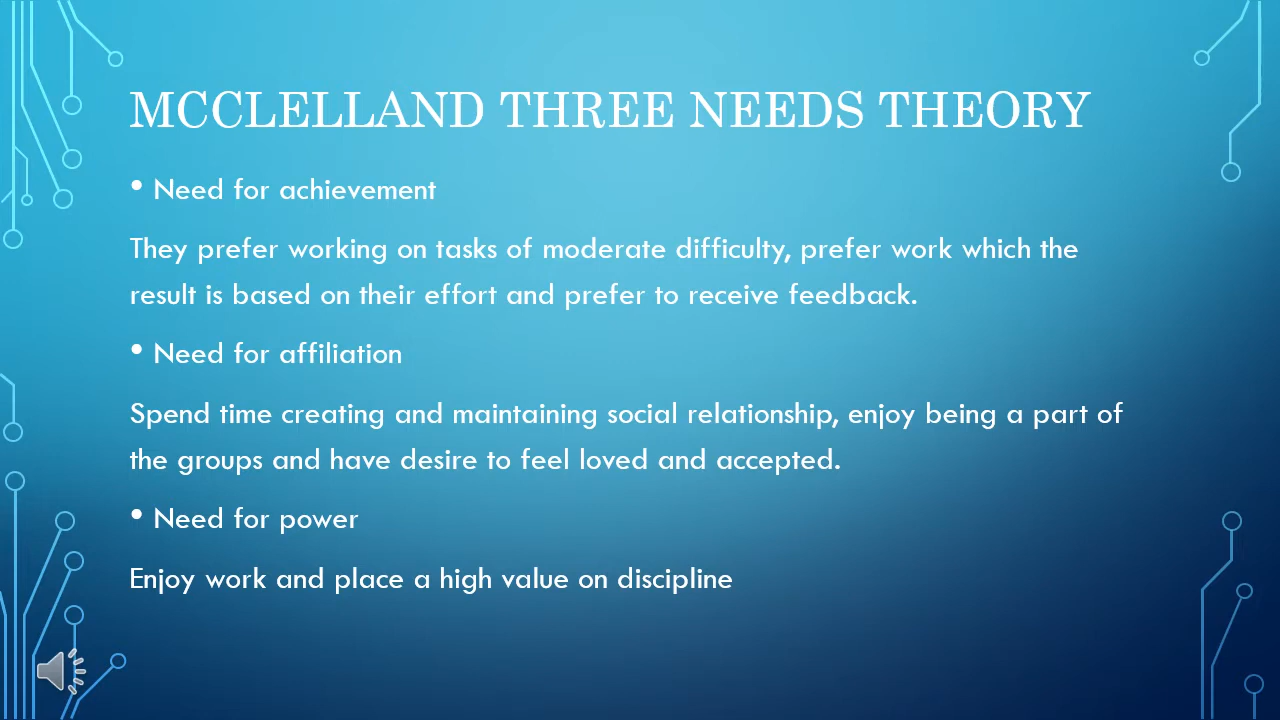 MCCLELLAND THREE NEEDS THEORY
• Need for achievement
They prefer working on tasks of moderate difficulty, prefer work which the
result is based on their effort and prefer to receive feedback.
• Need for affiliation
Spend time creating and maintaining social relationship, enjoy being a part of
the groups and have desire to feel loved and accepted.
• Need for power
Enjoy work and place a high value on discipline